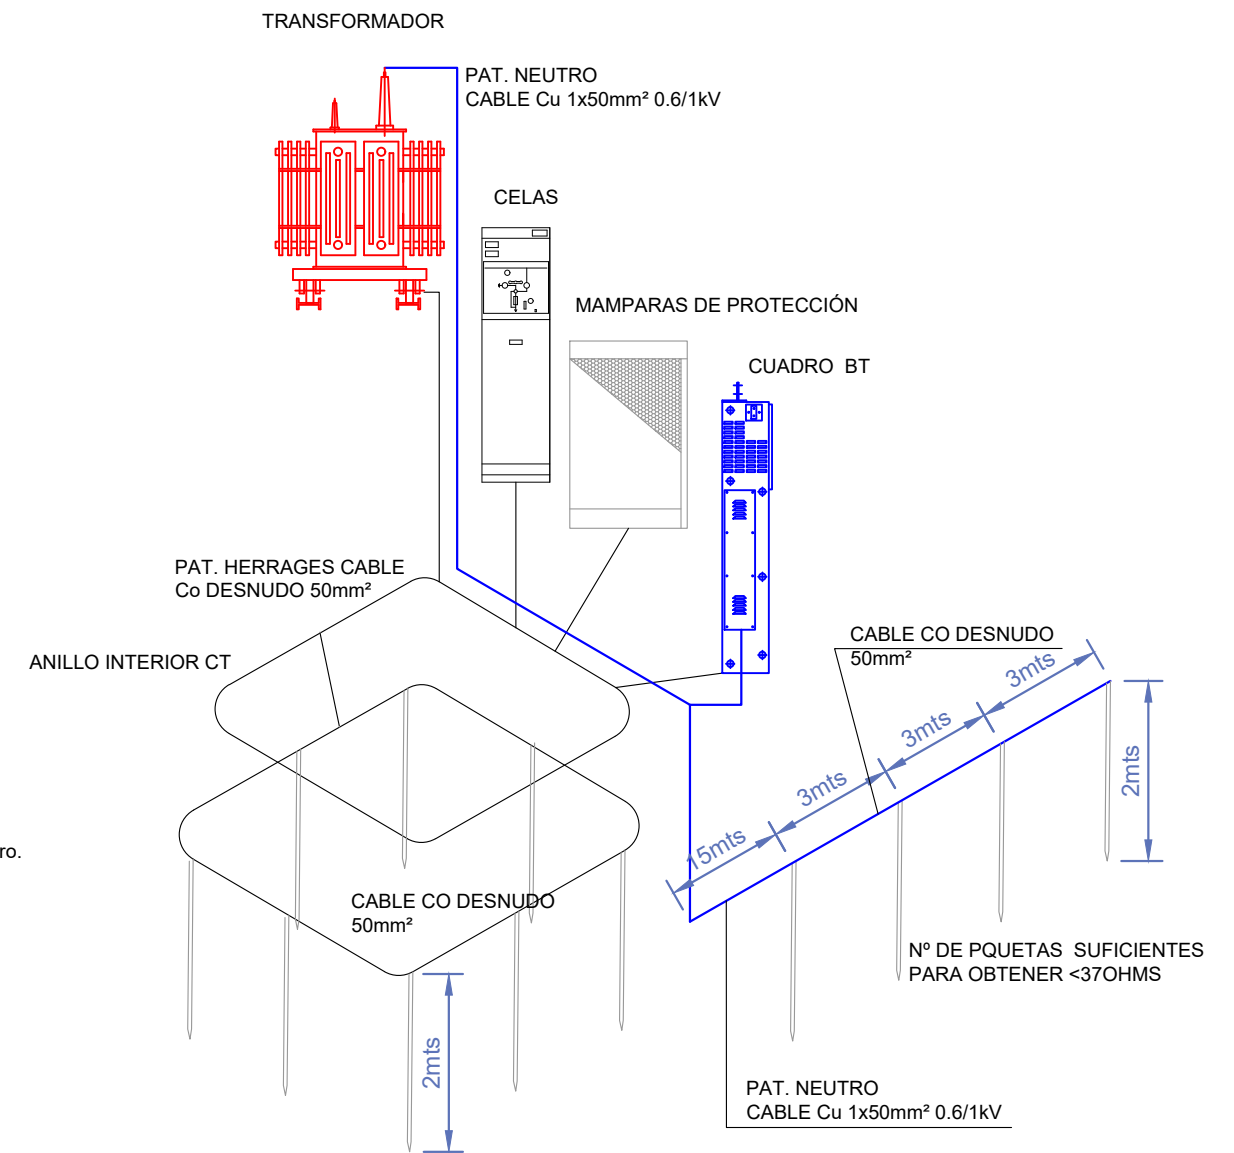 TRANSFORMADOR
PAT. NEUTRO
CABLE Cu 1x50mm² 0.6/1kV
CELAS
MAMPARAS DE PROTECCIÓN
CUADRO BT
PAT. HERRAGES CABLE
Co DESNUDO 50mm²
ANILLO INTERIOR CT
CABLE CO DESNUDO
50mm²
3mts
3mts
3mts
15mts
2mts
ro.
CABLE CO DESNUDO
50mm²
2mts
Nº DE PQUETAS SUFICIENTES
PARA OBTENER <37OHMS
PAT. NEUTRO
CABLE Cu 1x50mm² 0.6/1kV